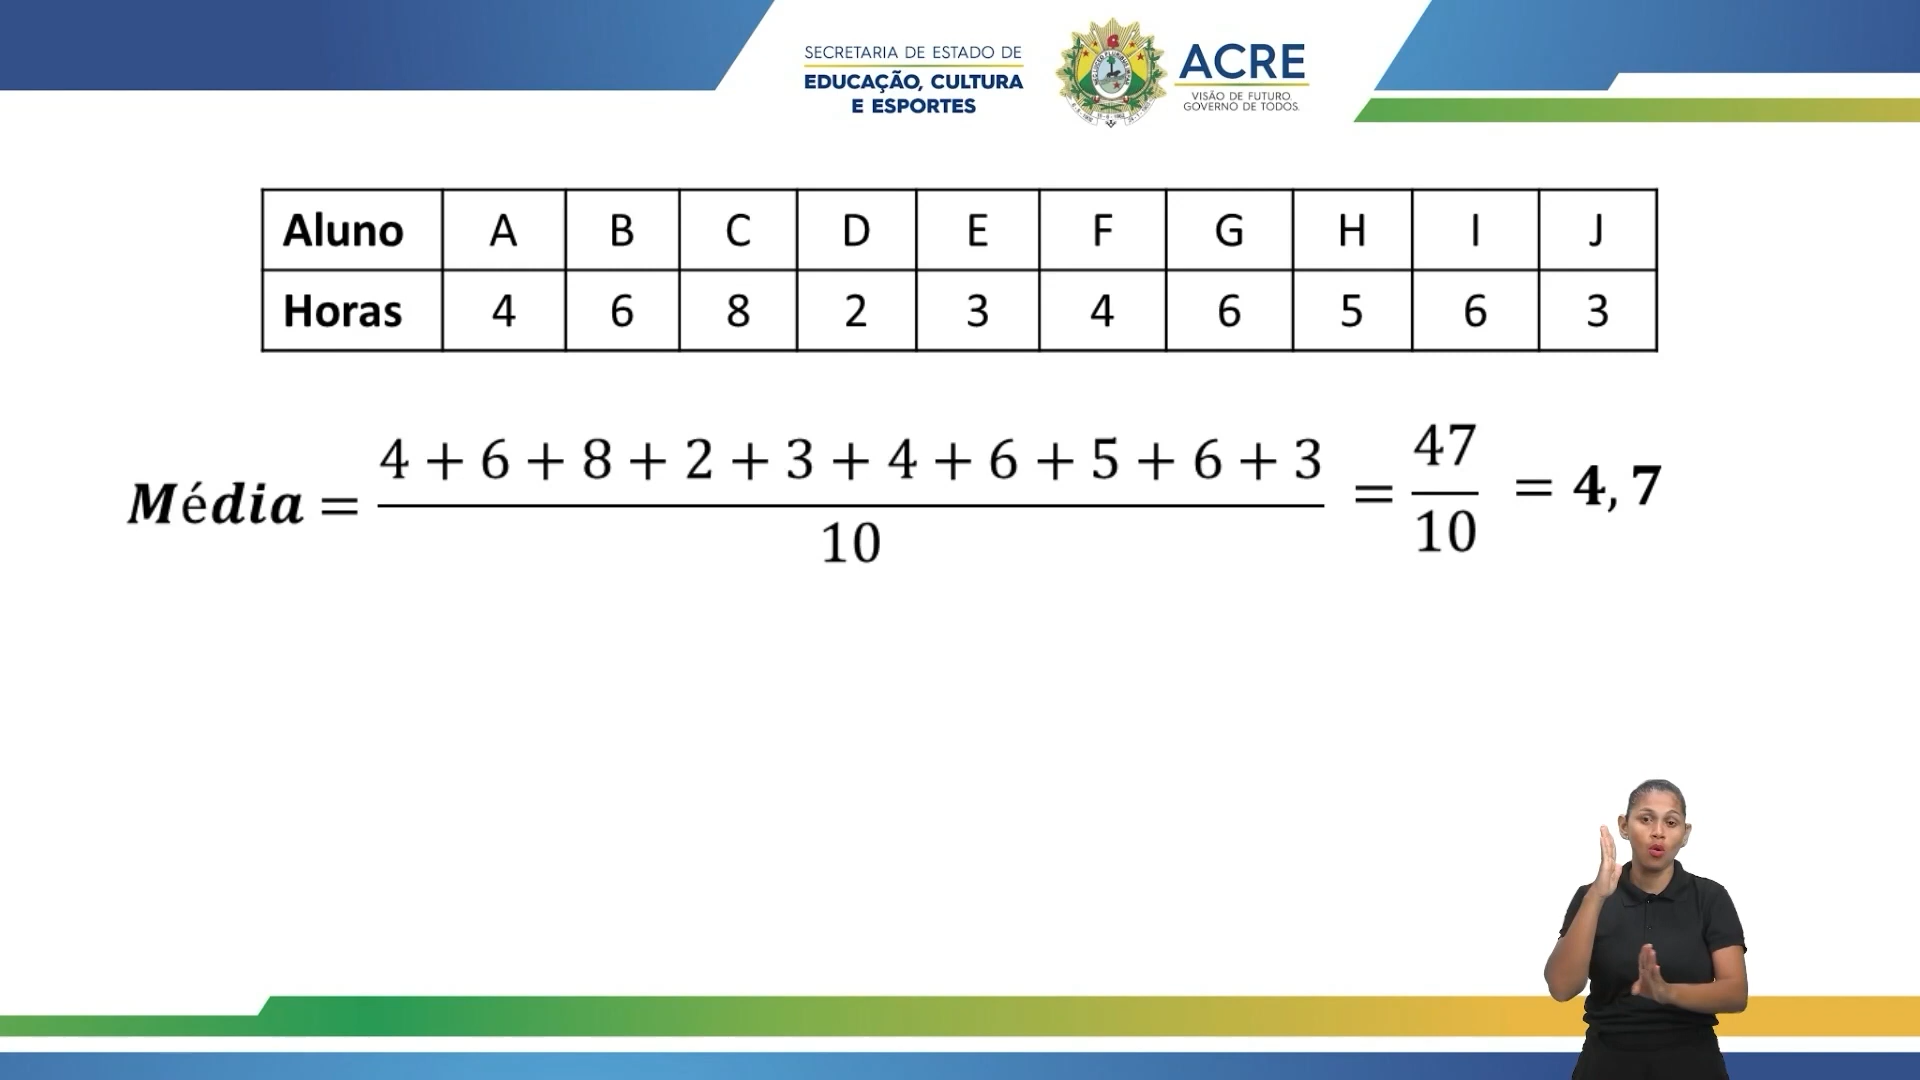 SECRETARIA DE ESTADO DE
EDUCAÇÃO, CULTURA
E ESPORTES
ACRE
VISÃO DE FUTURO.
GOVERNO DE TODOS.
Aluno A B C D E F G H I J
Horas 4 6 8 2 3 4 6 5 6 3
Média = \frac{4 + 6 + 8 + 2 + 3 + 4 + 6 + 5 + 6 + 3}{10} = \frac{47}{10} = 4,7